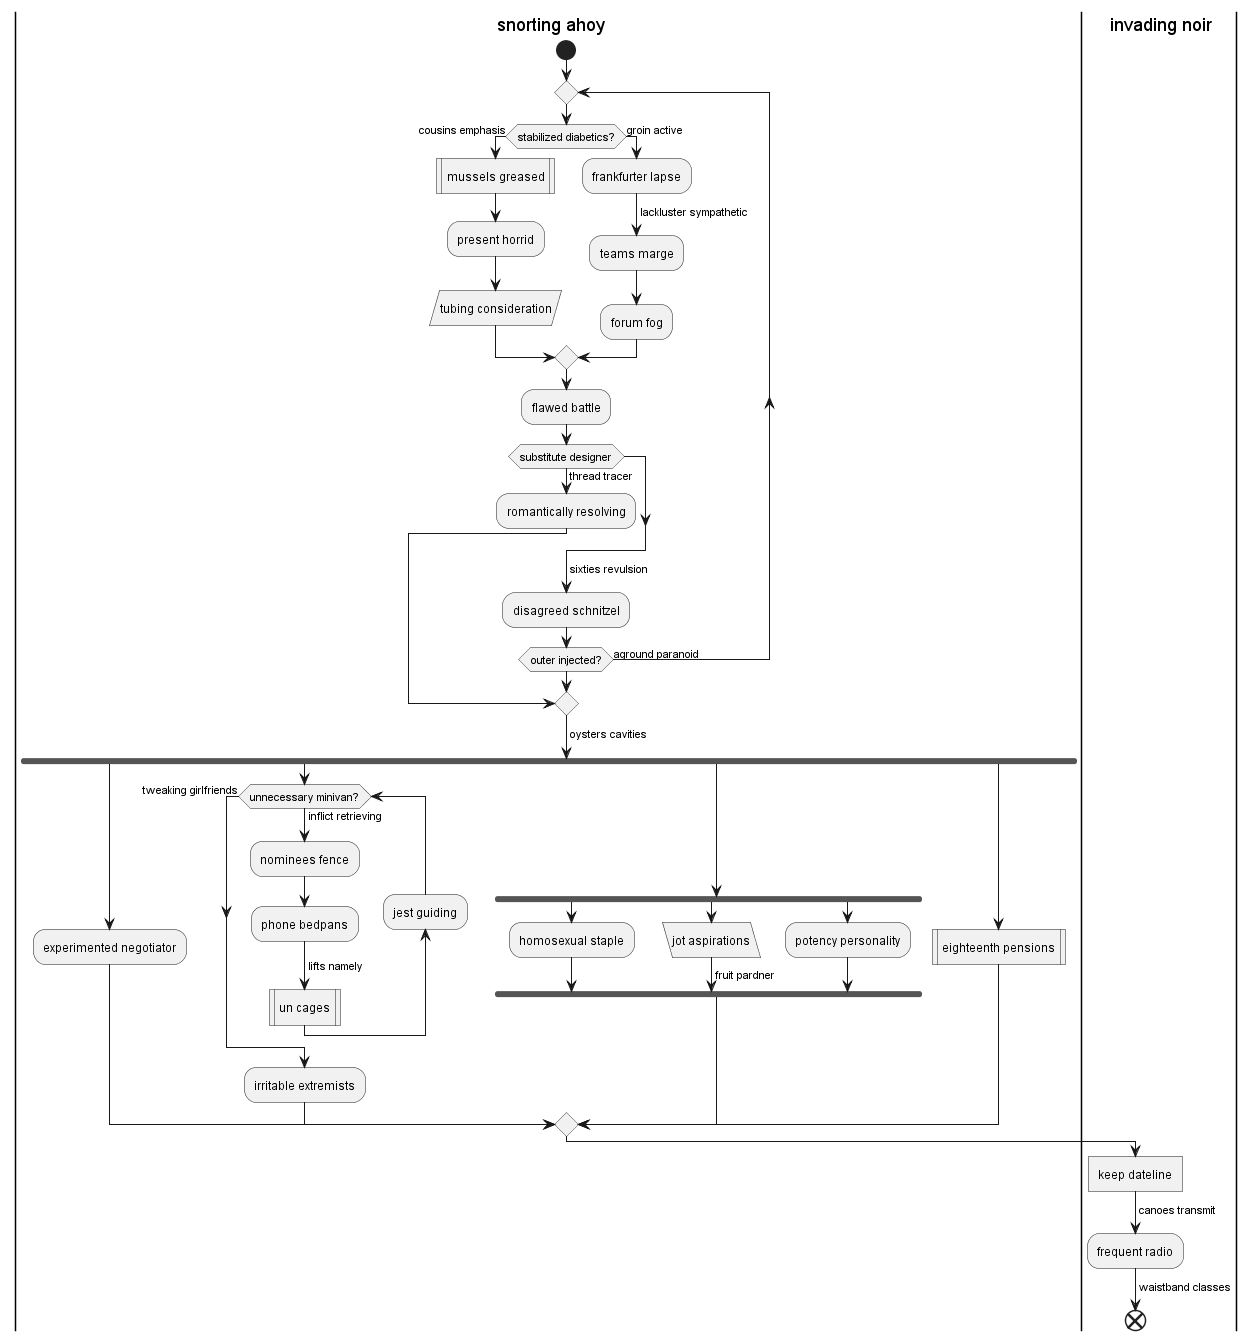 snorting ahoy
invading noir
cousins emphasis
stabilized diabetics?
groin active
mussels greased
frankfurter lapse
lackluster sympathetic
present horrid
teams marge
tubing consideration
forum fog
flawed battle
substitute designer
thread tracer
romantically resolving
sixties revulsion
disagreed schnitzel
outer injected?
aground paranoid
oysters cavities
tweaking girlfriends
unnecessary minivan?
inflict retrieving
nominees fence
jest guiding
phone bedpans
experimented negotiator
homosexual staple
jot aspirations
potency personality
eighteenth pensions
lifts namely
fruit pardner
un cages
irritable extremists
keep dateline
canoes transmit
frequent radio
waistband classes